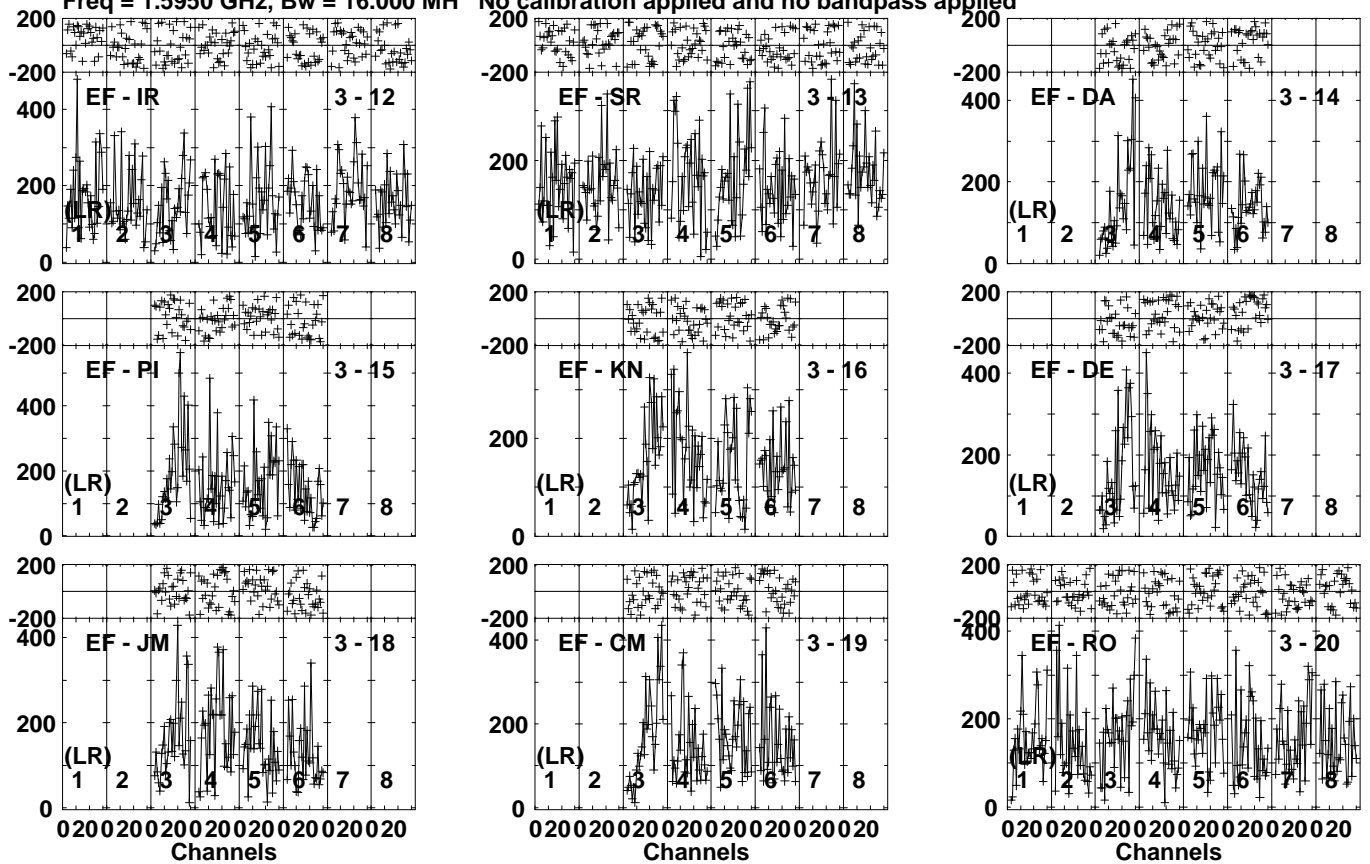 Freq = 1.5950 GHz, Bw = 16.000 MH No calibration applied and no bandpass applied
200
-200
EF - IR 3 - 12
400
200
(LR)
1 2 3 4 5 6 7 8
0
EF - SR 3 - 13
200
(LR)
1 2 3 4 5 6 7 8
0
200
-200
EF - DA 3 - 14
400
200
(LR)
1 2 3 4 5 6 7 8
0
200
-200
EF - PI 3 - 15
400
200
(LR)
1 2 3 4 5 6 7 8
0
EF - KN 3 - 16
200
(LR)
1 2 3 4 5 6 7 8
0
200
-200
EF - DE 3 - 17
400
200
(LR)
1 2 3 4 5 6 7 8
0
200
-200
EF - JM 3 - 18
400
200
(LR)
1 2 3 4 5 6 7 8
0
020020020020020020020020
Channels
EF - CM 3 - 19
400
200
(LR)
1 2 3 4 5 6 7 8
0
020020020020020020020020
Channels
200
-200
EF - RO 3 - 20
400
200
(LR)
1 2 3 4 5 6 7 8
0
020020020020020020020020
Channels